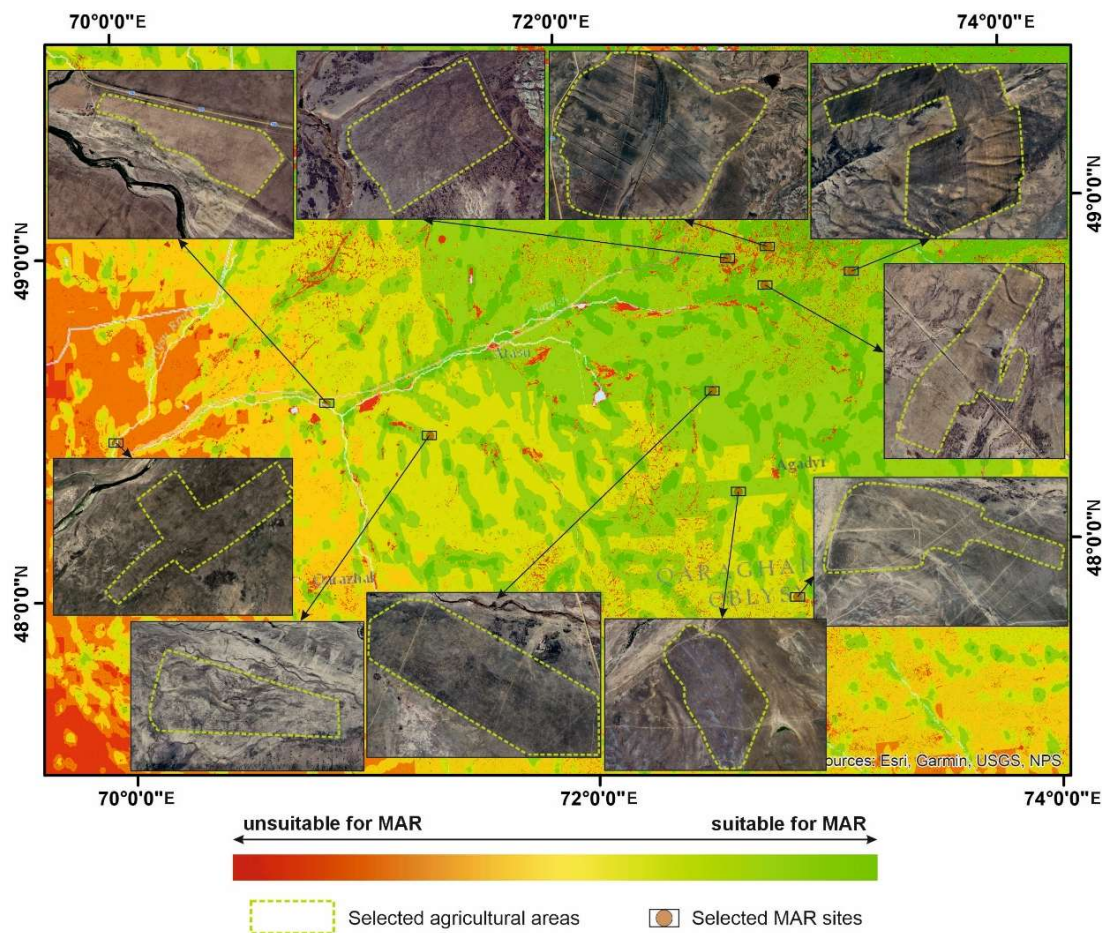 70°0'0"E 72°0'0"E 74°0'0"E
49°0'0"N
49°0'0"N
Atasu
Agadyr
48°0'0"N
Qarazhal
QARAGHAN
OBLYS
48°0'0"N
ources: Esri, Garmin, USGS, NPS
70°0'0"E 72°0'0"E 74°0'0"E
unsuitable for MAR suitable for MAR
Selected agricultural areas Selected MAR sites